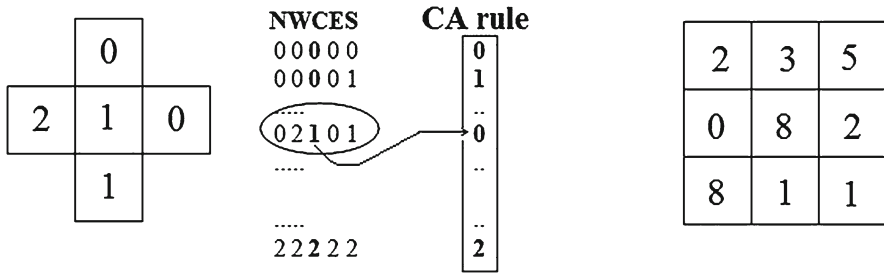 0
2 1 0
1
NWCES CA rule
0 0 0 0 0 0
0 0 0 0 1 1
..... ..
0 2 1 0 1 0
..... ..
..... ..
2 2 2 2 2 2
2 3 5
0 8 2
8 1 1